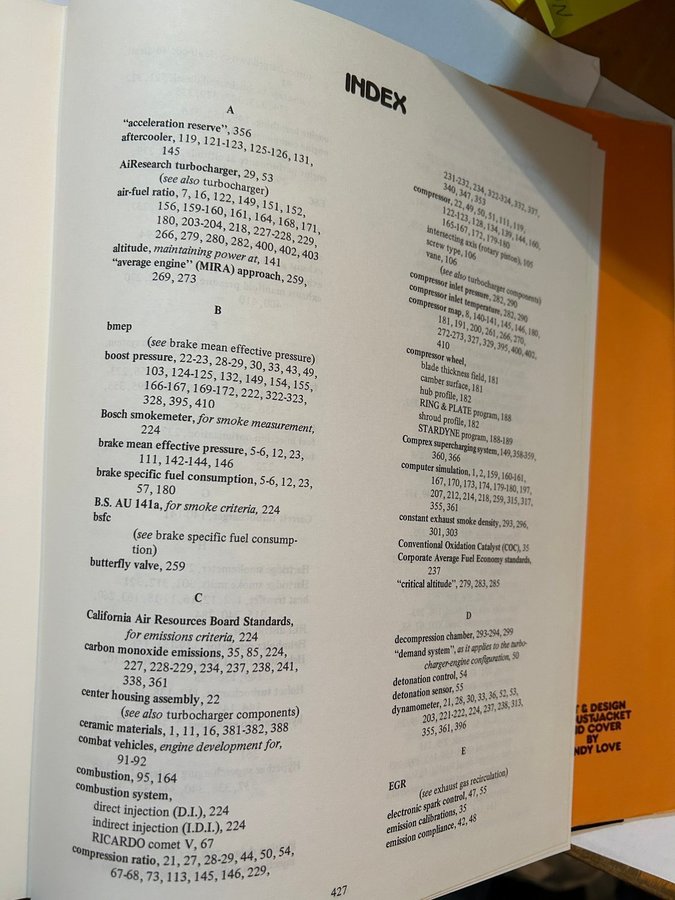 INDEX
A
"acceleration reserve", 356
aftercooler, 119, 121-123, 125-126, 131,
145
AiResearch turbocharger, 29, 53
(see also turbocharger)
air-fuel ratio, 7, 16, 122, 149, 151, 152,
156, 159-160, 161, 164, 168, 171,
180, 203-204, 218, 227-228, 229,
266, 279, 280, 282, 400, 402, 403
altitude, maintaining power at, 141
"average engine" (MIRA) approach, 259,
269, 273
B
bmep
(see brake mean effective pressure)
boost pressure, 22-23, 28-29, 30, 33, 43, 49,
103, 124-125, 132, 149, 154, 155,
166-167, 169-172, 222, 322-323,
328, 395, 410
Bosch smokemeter, for smoke measurement,
224
brake mean effective pressure, 5-6, 12, 23,
111, 142-144, 146
brake specific fuel consumption, 5-6, 12, 23,
57, 180
B.S. AU 141a, for smoke criteria, 224
bsfc
(see brake specific fuel consump-
tion)
butterfly valve, 259
C
California Air Resources Board Standards,
for emissions criteria, 224
carbon monoxide emissions, 35, 85, 224,
227, 228-229, 234, 237, 238, 241,
338, 361
center housing assembly, 22
(see also turbocharger components)
ceramic materials, 1, 11, 16, 381-382, 388
combat vehicles, engine development for,
91-92
combustion, 95, 164
combustion system,
direct injection (D.I.), 224
indirect injection (I.D.I.), 224
RICARDO comet V, 67
compression ratio, 21, 27, 28-29, 44, 50, 54,
67-68, 73, 113, 145, 146, 229,
231-232, 234, 322-324, 332, 337,
340, 347, 353
compressor, 22, 49, 50, 51, 111, 119,
122-123, 128, 134, 139, 144, 160,
165-167, 172, 179-180
intersecting axis (rotary piston), 105
screw type, 106
vane, 106
(see also turbocharger components)
compressor inlet pressure, 282, 290
compressor inlet temperature, 282, 290
compressor map, 8, 140-141, 145, 146, 180,
181, 191, 200, 261, 266, 270,
272-273, 327, 329, 395, 400, 402,
410
compressor wheel,
blade thickness field, 181
camber surface, 181
hub profile, 182
RING & PLATE program, 188
shroud profile, 182
STARDYNE program, 188-189
Comprex supercharging system, 149, 358-359,
360, 366
computer simulation, 1, 2, 159, 160-161,
167, 170, 173, 174, 179-180, 197,
207, 212, 214, 218, 259, 315, 317,
355, 361
constant exhaust smoke density, 293, 296,
301, 303
Conventional Oxidation Catalyst (COC), 35
Corporate Average Fuel Economy standards,
237
"critical altitude", 279, 283, 285
D
decompression chamber, 293-294, 299
"demand system", as it applies to the turbo-
charger-engine configuration, 50
detonation control, 54
detonation sensor, 55
dynamometer, 21, 28, 30, 33, 36, 52, 53,
203, 221-222, 224, 237, 238, 313,
355, 361, 396
E
EGR
(see exhaust gas recirculation)
electronic spark control, 47, 55
emission calibrations, 35
emission compliance, 42, 48
427
& DESIGN
USTJACKET
D COVER
BY
NDY LOVE